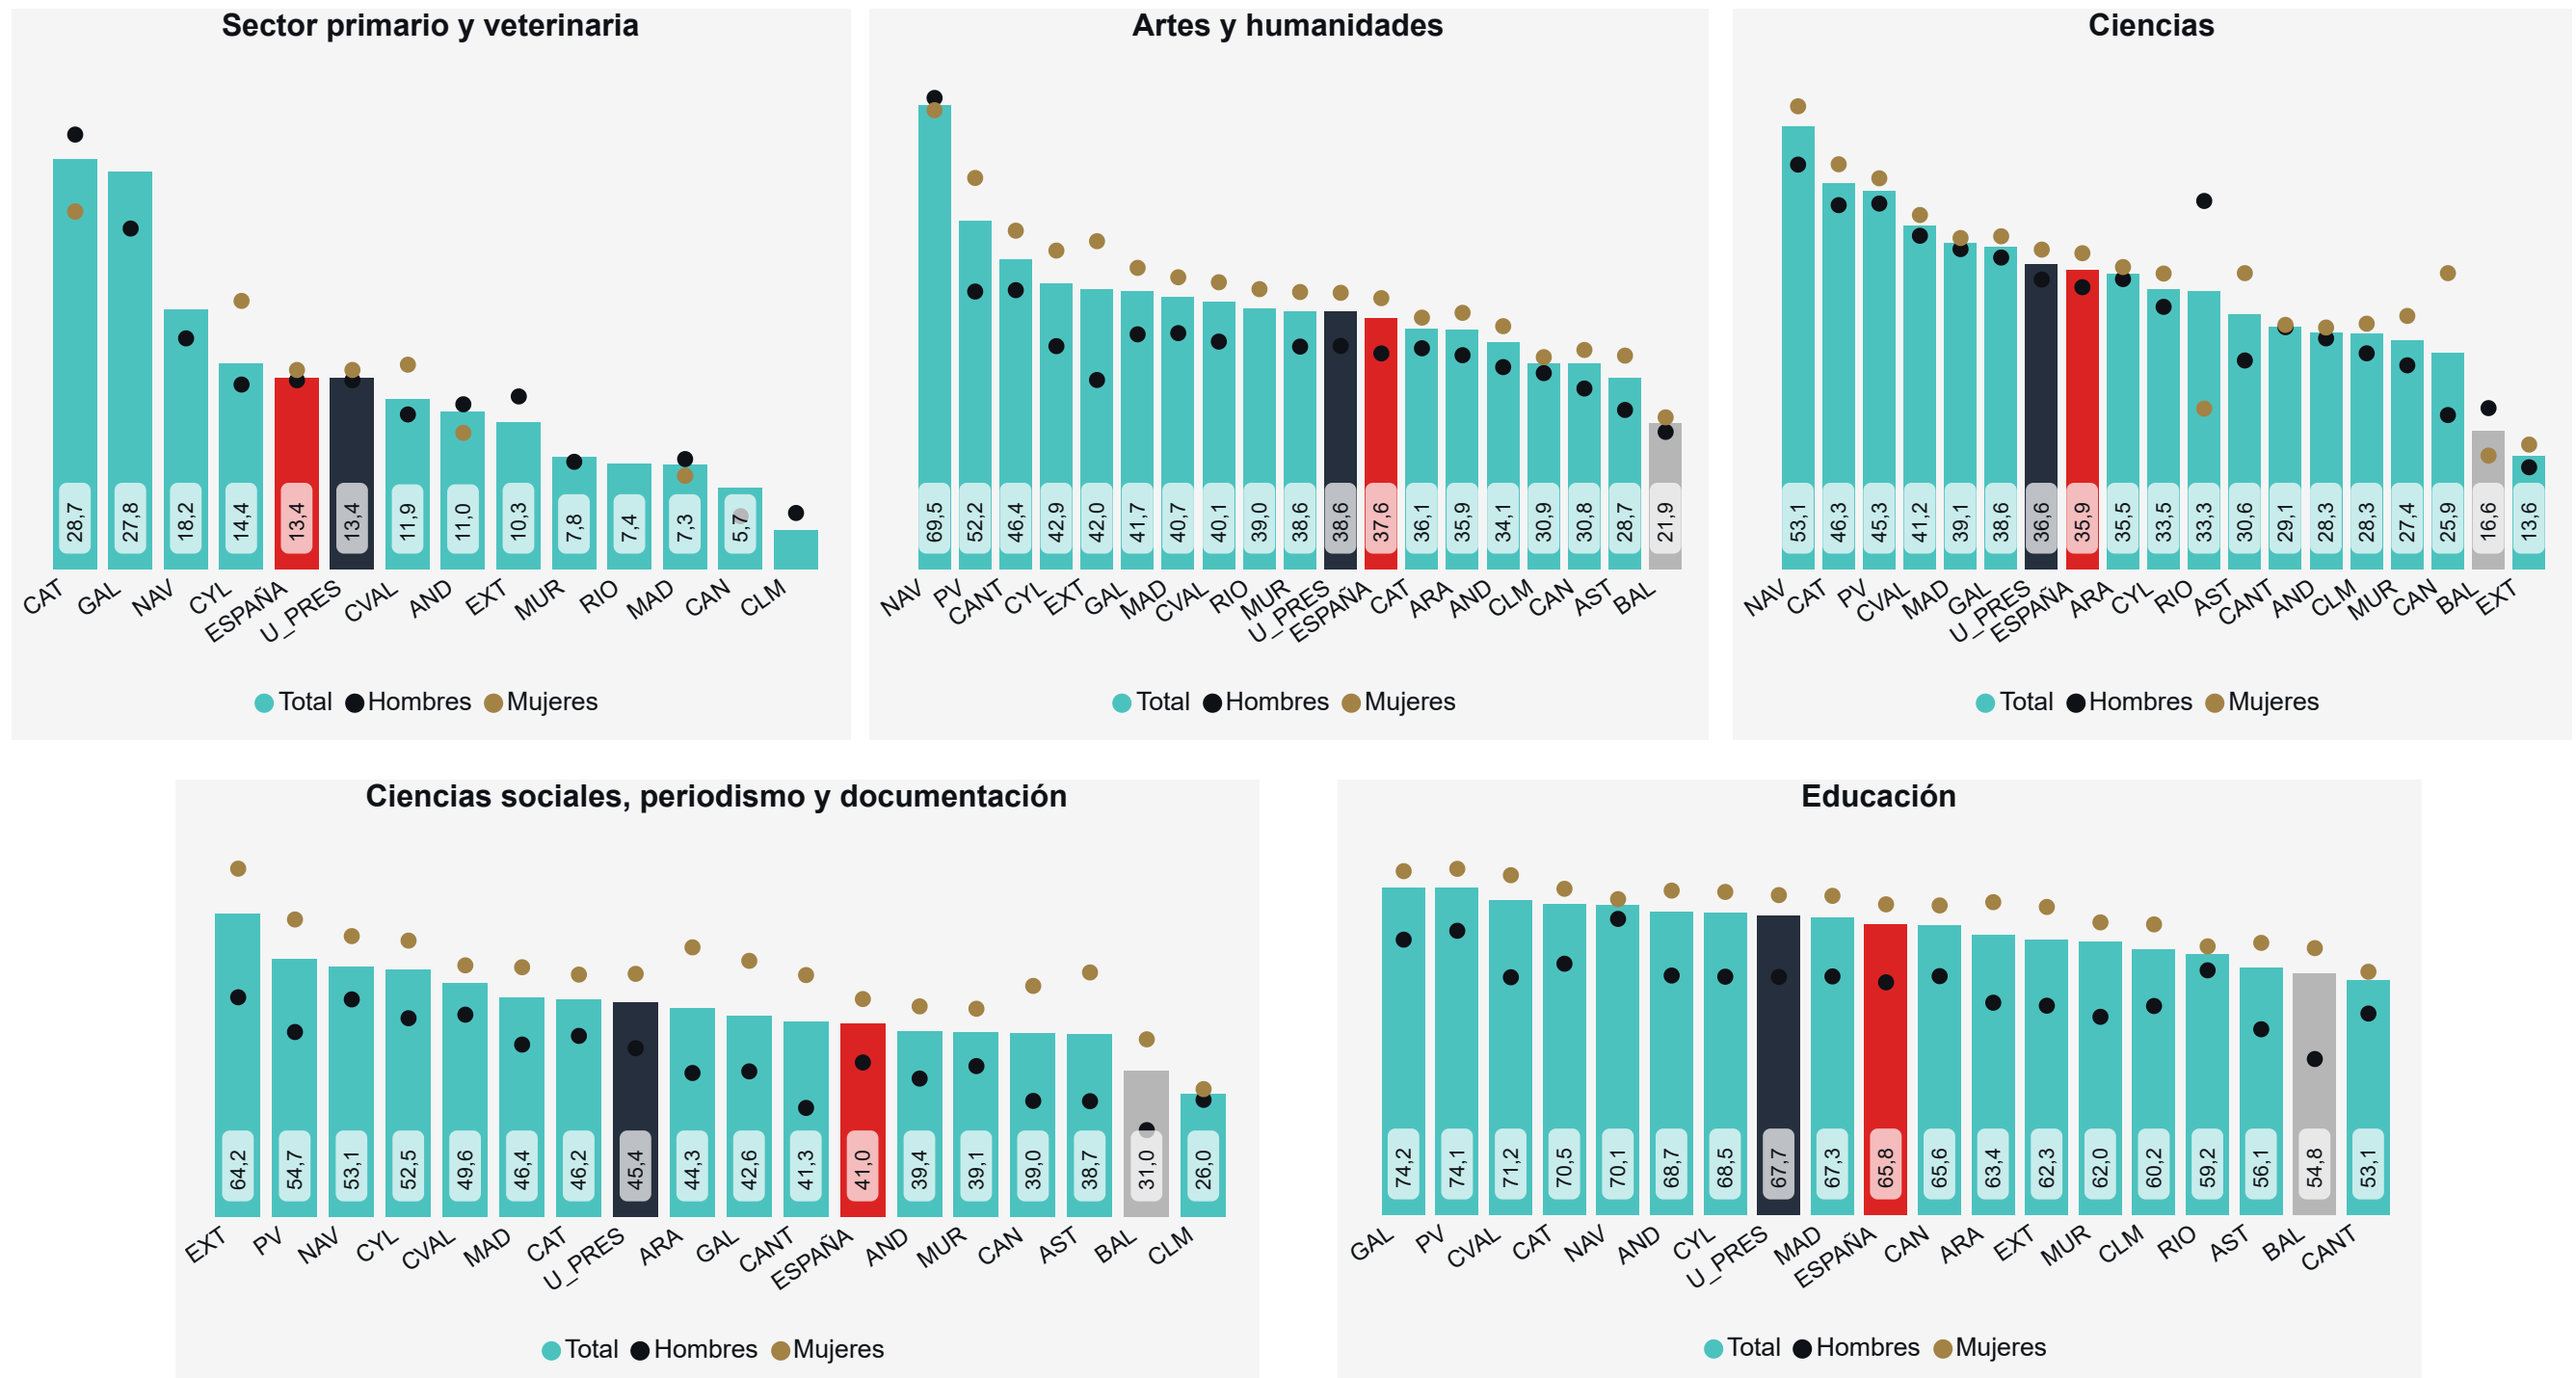 Sector primario y veterinaria
28,7 27,8 18,2 14,4 13,4 13,4 11,9 11,0 10,3 7,8 7,4 7,3 5,7
CAT GAL NAV CYL ESPAÑA U_PRES CVAL AND EXT MUR RIO MAD CAN CLM
Total Hombres Mujeres
Artes y humanidades
69,5 52,2 46,4 42,9 42,0 41,7 40,7 40,1 39,0 38,6 38,6 37,6 36,1 35,9 34,1 30,9 30,8 28,7 21,9
NAV PV CANT CYL EXT GAL MAD CVAL RIO MUR U_PRES ESPAÑA CAT ARA AND CLM CAN AST BAL
Total Hombres Mujeres
Ciencias
53,1 46,3 45,3 41,2 39,1 38,6 36,6 35,9 35,5 33,5 33,3 30,6 29,1 28,3 28,3 27,4 25,9 16,6 13,6
NAV CAT PV CVAL MAD GAL U_PRES ESPAÑA ARA CYL RIO AST CANT AND CLM MUR CAN BAL EXT
Total Hombres Mujeres
Ciencias sociales, periodismo y documentación
64,2 54,7 53,1 52,5 49,6 46,4 46,2 45,4 44,3 42,6 41,3 41,0 39,4 39,1 39,0 38,7 31,0 26,0
EXT PV NAV CYL CVAL MAD CAT U_PRES ARA GAL CANT ESPAÑA AND MUR CAN AST BAL CLM
Total Hombres Mujeres
Educación
74,2 74,1 71,2 70,5 70,1 68,7 68,5 67,7 67,3 65,8 65,6 63,4 62,3 62,0 60,2 59,2 56,1 54,8 53,1
GAL PV CVAL CAT NAV AND CYL U_PRES MAD ESPAÑA CAN ARA EXT MUR CLM RIO AST BAL CANT
Total Hombres Mujeres